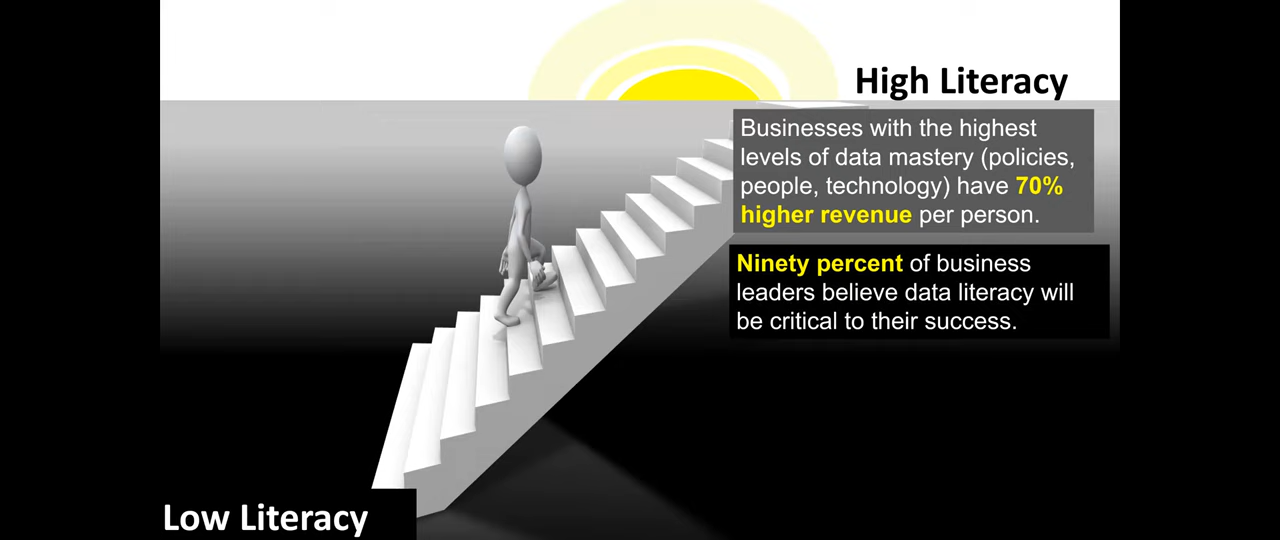 High Literacy
Businesses with the highest
levels of data mastery (policies,
people, technology) have 70%
higher revenue per person.
Ninety percent of business
leaders believe data literacy will
be critical to their success.
Low Literacy